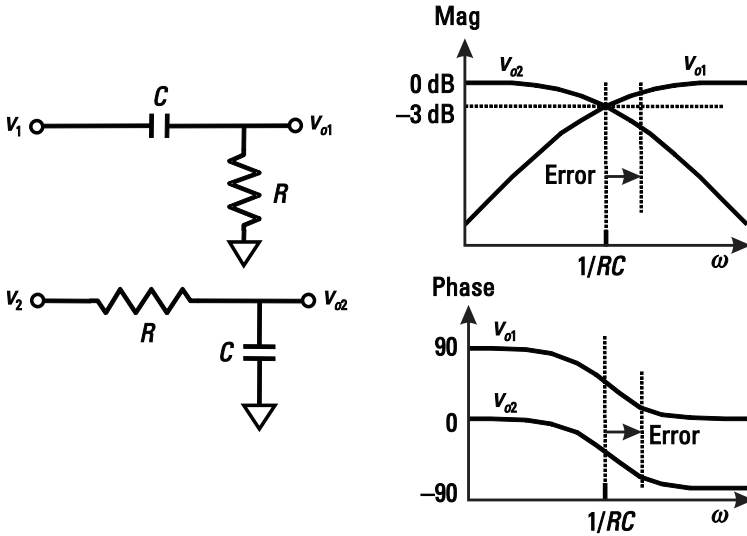 C
v1
vo1
R
v2
vo2
R
C
Mag
vo2
vo1
0 dB
−3 dB
Error
1/RC
ω
Phase
vo1
90
vo2
0
Error
−90
1/RC
ω